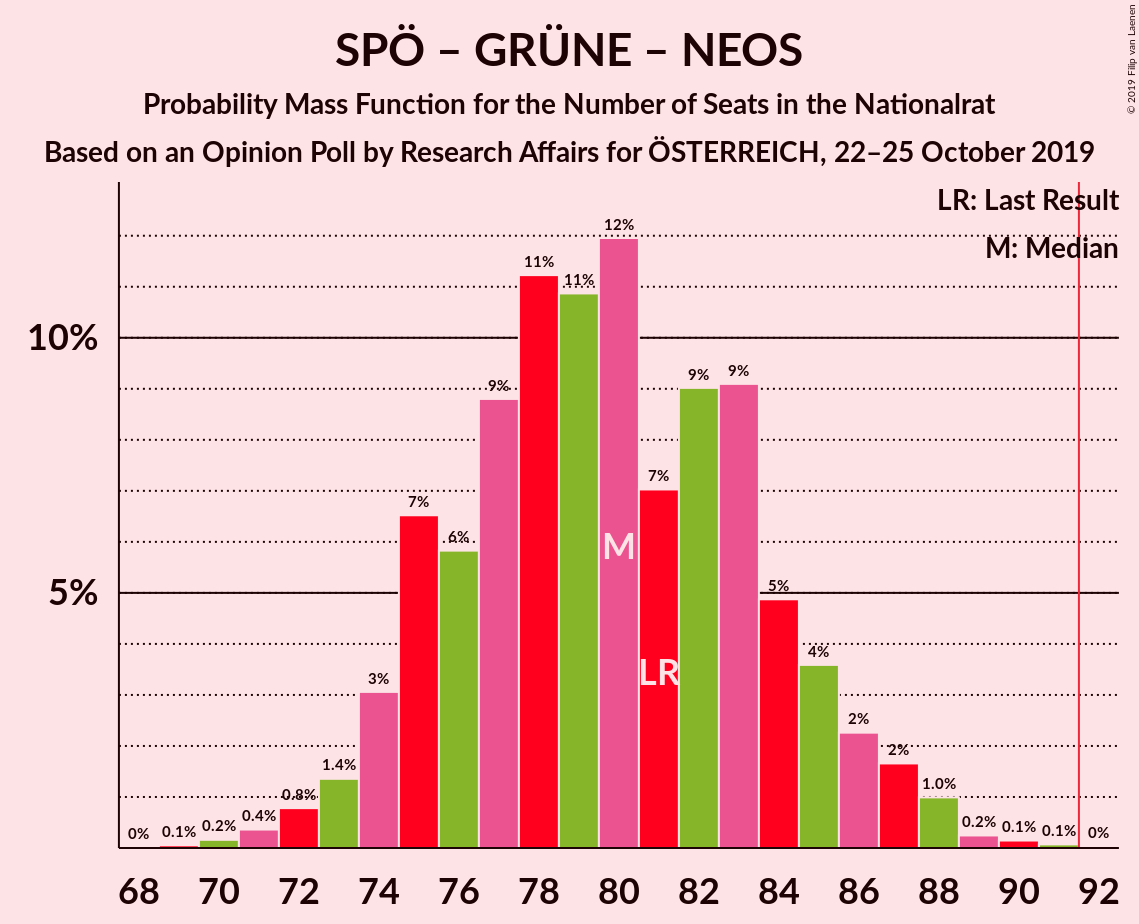 SPÖ – GRÜNE – NEOS
Probability Mass Function for the Number of Seats in the Nationalrat
Based on an Opinion Poll by Research Affairs for ÖSTERREICH, 22–25 October 2019
© 2019 Filip van Laenen
LR: Last Result
M: Median
10%
5%
0% 0.1% 0.2% 0.4% 0.8% 1.4% 3% 7% 6% 9% 11% 11% 12% 7% 9% 9% 5% 4% 2% 2% 1.0% 0.2% 0.1% 0.1% 0%
M
LR
68 70 72 74 76 78 80 82 84 86 88 90 92